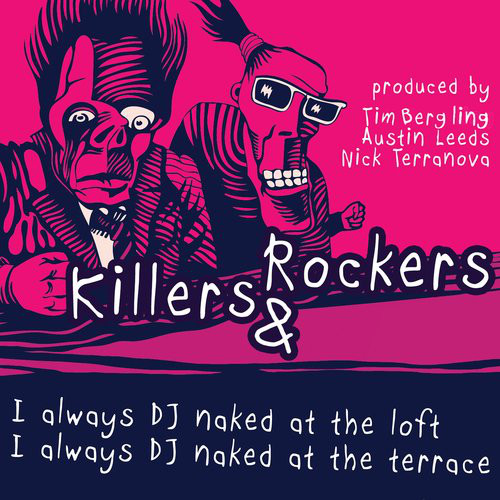 produced by
Tim Bergling
Austin Leeds
Nick Terranova
Killers &
Rockers
I always DJ naked at the loft
I always DJ naked at the terrace